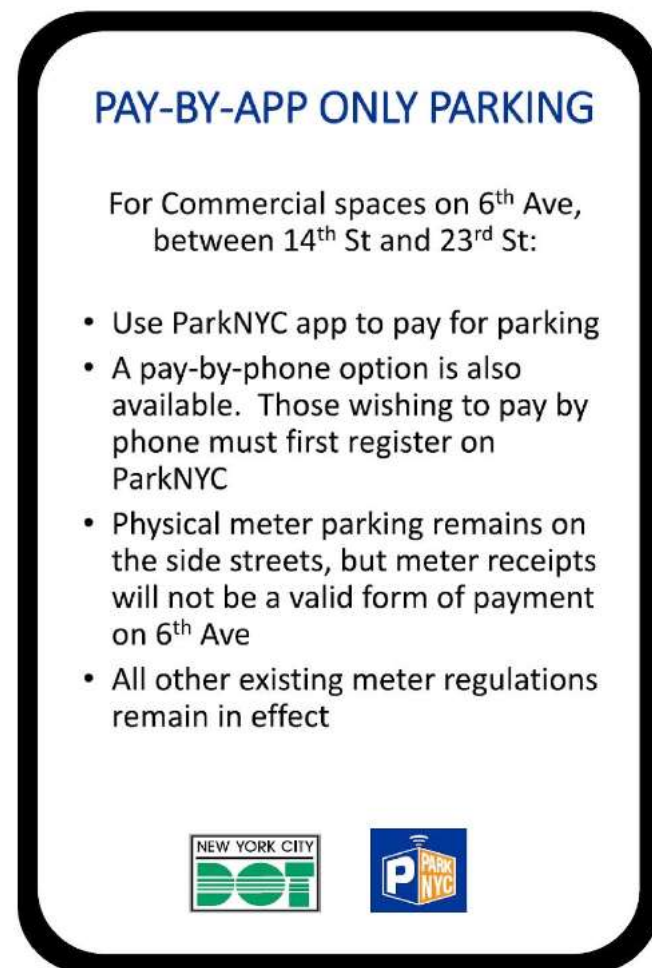 PAY-BY-APP ONLY PARKING
For Commercial spaces on 6th Ave,
between 14th St and 23rd St:
• Use ParkNYC app to pay for parking
• A pay-by-phone option is also
available. Those wishing to pay by
phone must first register on
ParkNYC
• Physical meter parking remains on
the side streets, but meter receipts
will not be a valid form of payment
on 6th Ave
• All other existing meter regulations
remain in effect
NEW YORK CITY
DOT
P PARK
NYC